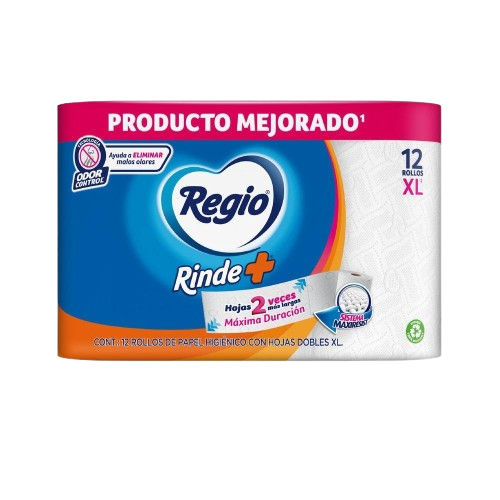 PRODUCTO MEJORADO¹
TECNOLOGÍA
ODOR
CONTROL
Ayuda a ELIMINAR
malos olores
12
ROLLOS
XL
Regio®
Rinde+
Hojas 2 veces
más largas
Máxima Duración
SISTEMA
MAXIRESIST
CONT.: 12 ROLLOS DE PAPEL HIGIÉNICO CON HOJAS DOBLES XL.